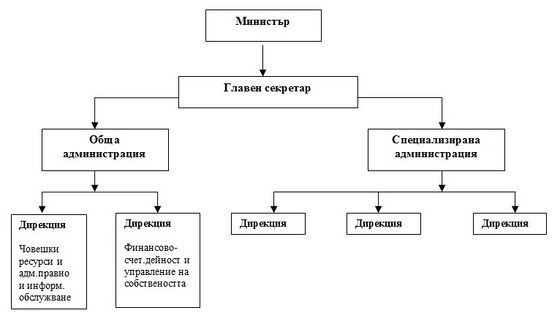 Министър
Главен секретар
Обща
администрация
Специализирана
администрация
Дирекция
Човешки
ресурси и
адм.правно
и информ.
обслужване
Дирекция
Финансово-
счет.дейност и
управление на
собствеността
Дирекция
Дирекция
Дирекция